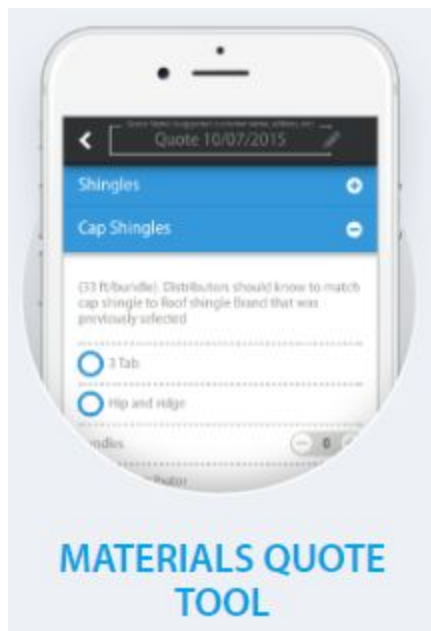 Quote 10/07/2015
Shingles
Cap Shingles
(33 ft/bundle). Distributors should know to match
cap shingle to Roof shingle Brand that was
previously selected
3 Tab
Hip and ridge
0
MATERIALS QUOTE
TOOL